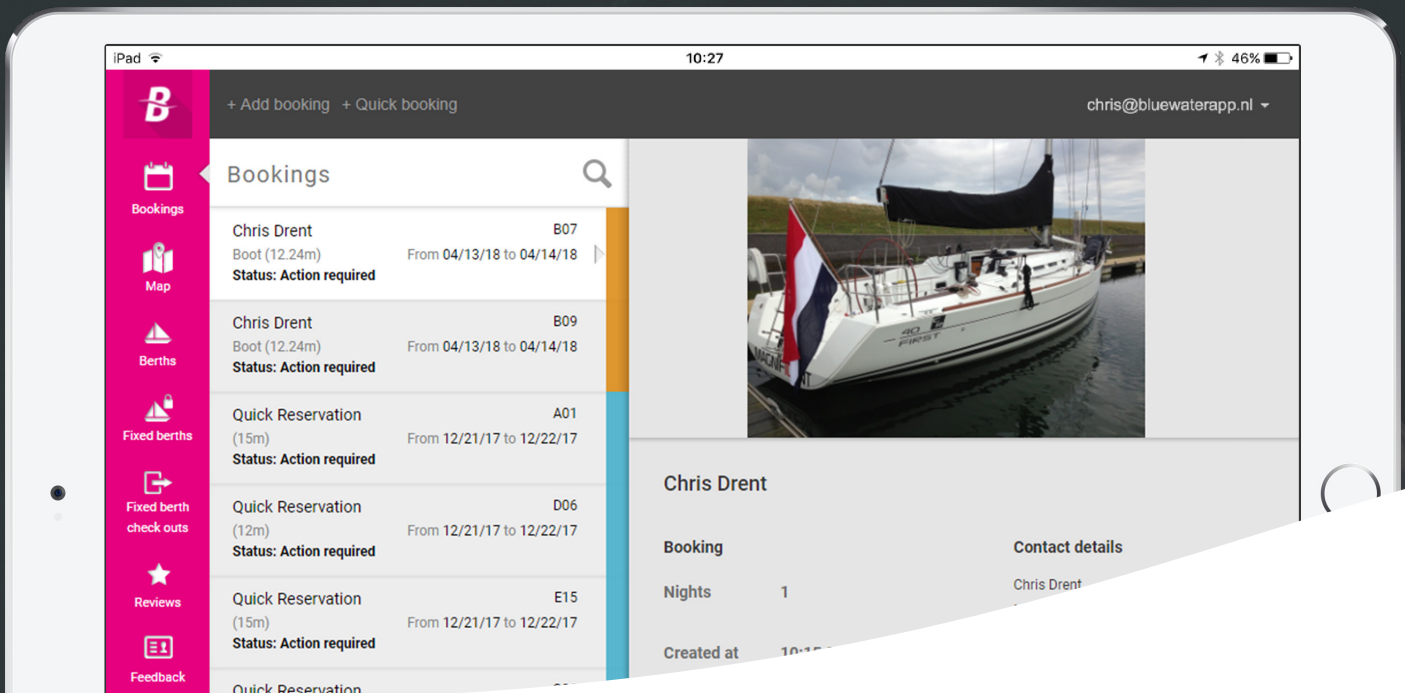 iPad
10:27
46%
B
+ Add booking + Quick booking
chris@bluewaterapp.nl
Bookings
Map
Berths
Fixed berths
Fixed berth
check outs
Reviews
Feedback
Bookings
Chris Drent B07
Boot (12.24m) From 04/13/18 to 04/14/18
Status: Action required
Chris Drent B09
Boot (12.24m) From 04/13/18 to 04/14/18
Status: Action required
Quick Reservation A01
(15m) From 12/21/17 to 12/22/17
Status: Action required
Quick Reservation D06
(12m) From 12/21/17 to 12/22/17
Status: Action required
Quick Reservation E15
(15m) From 12/21/17 to 12/22/17
Status: Action required
Quick Reservation
40
FIRST
Chris Drent
Booking
Nights 1
Created at
Contact details
Chris Drent